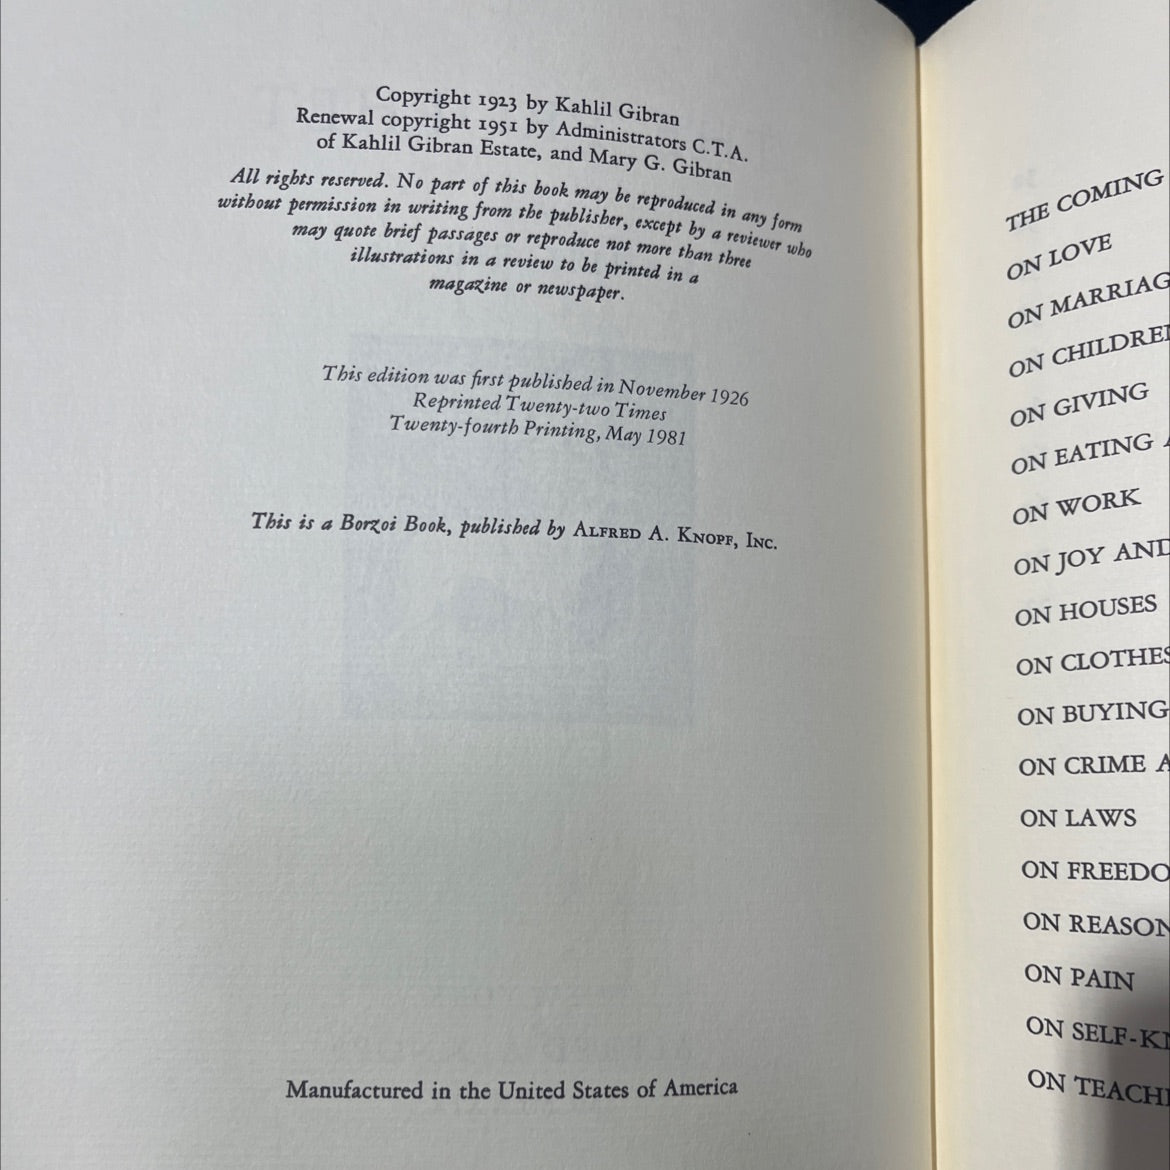 Copyright 1923 by Kahlil Gibran
Renewal copyright 1951 by Administrators C.T.A.
of Kahlil Gibran Estate, and Mary G. Gibran
All rights reserved. No part of this book may be reproduced in any form
without permission in writing from the publisher, except by a reviewer who
may quote brief passages or reproduce not more than three
illustrations in a review to be printed in a
magazine or newspaper.
This edition was first published in November 1926
Reprinted Twenty-two Times
Twenty-fourth Printing, May 1981
This is a Borzoi Book, published by ALFRED A. KNOPF, INC.
Manufactured in the United States of America
THE COMING
ON LOVE
ON MARRIAG
ON CHILDREN
ON GIVING
ON EATING A
ON WORK
ON JOY AND
ON HOUSES
ON CLOTHES
ON BUYING
ON CRIME A
ON LAWS
ON FREEDO
ON REASON
ON PAIN
ON SELF-KN
ON TEACHI